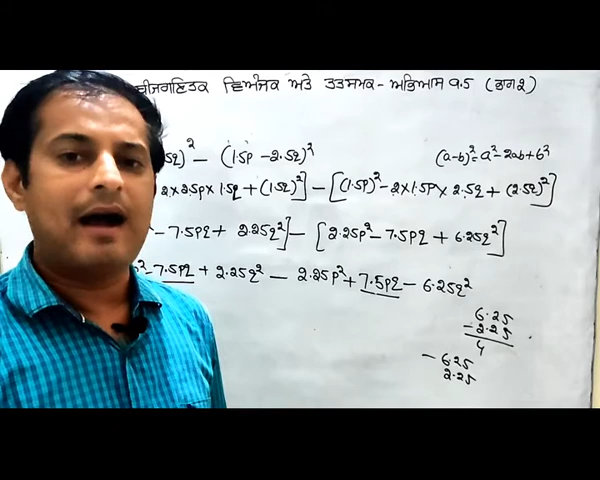 ਬੀਜਗਣਿਤਕ ਵਿਅੰਜਕ ਅਤੇ ਤਤਸਮਕ - ਅਭਿਆਸ 9.5 (ਭਾਗ 2)
5q)² - (1.5p - 2.5q)²
(a-b)² = a² - 2ab + b²
2 × 2.5p × 1.5q + (1.5q)²] - [(1.5p)² - 2 × 1.5p × 2.5q + (2.5q)²]
- 7.5pq + 2.25q²] - [2.25p² - 7.5pq + 6.25q²]
p² - 7.5pq + 2.25q² - 2.25p² + 7.5pq - 6.25q²
6.25
- 2.25
4
- 6.25
2.25